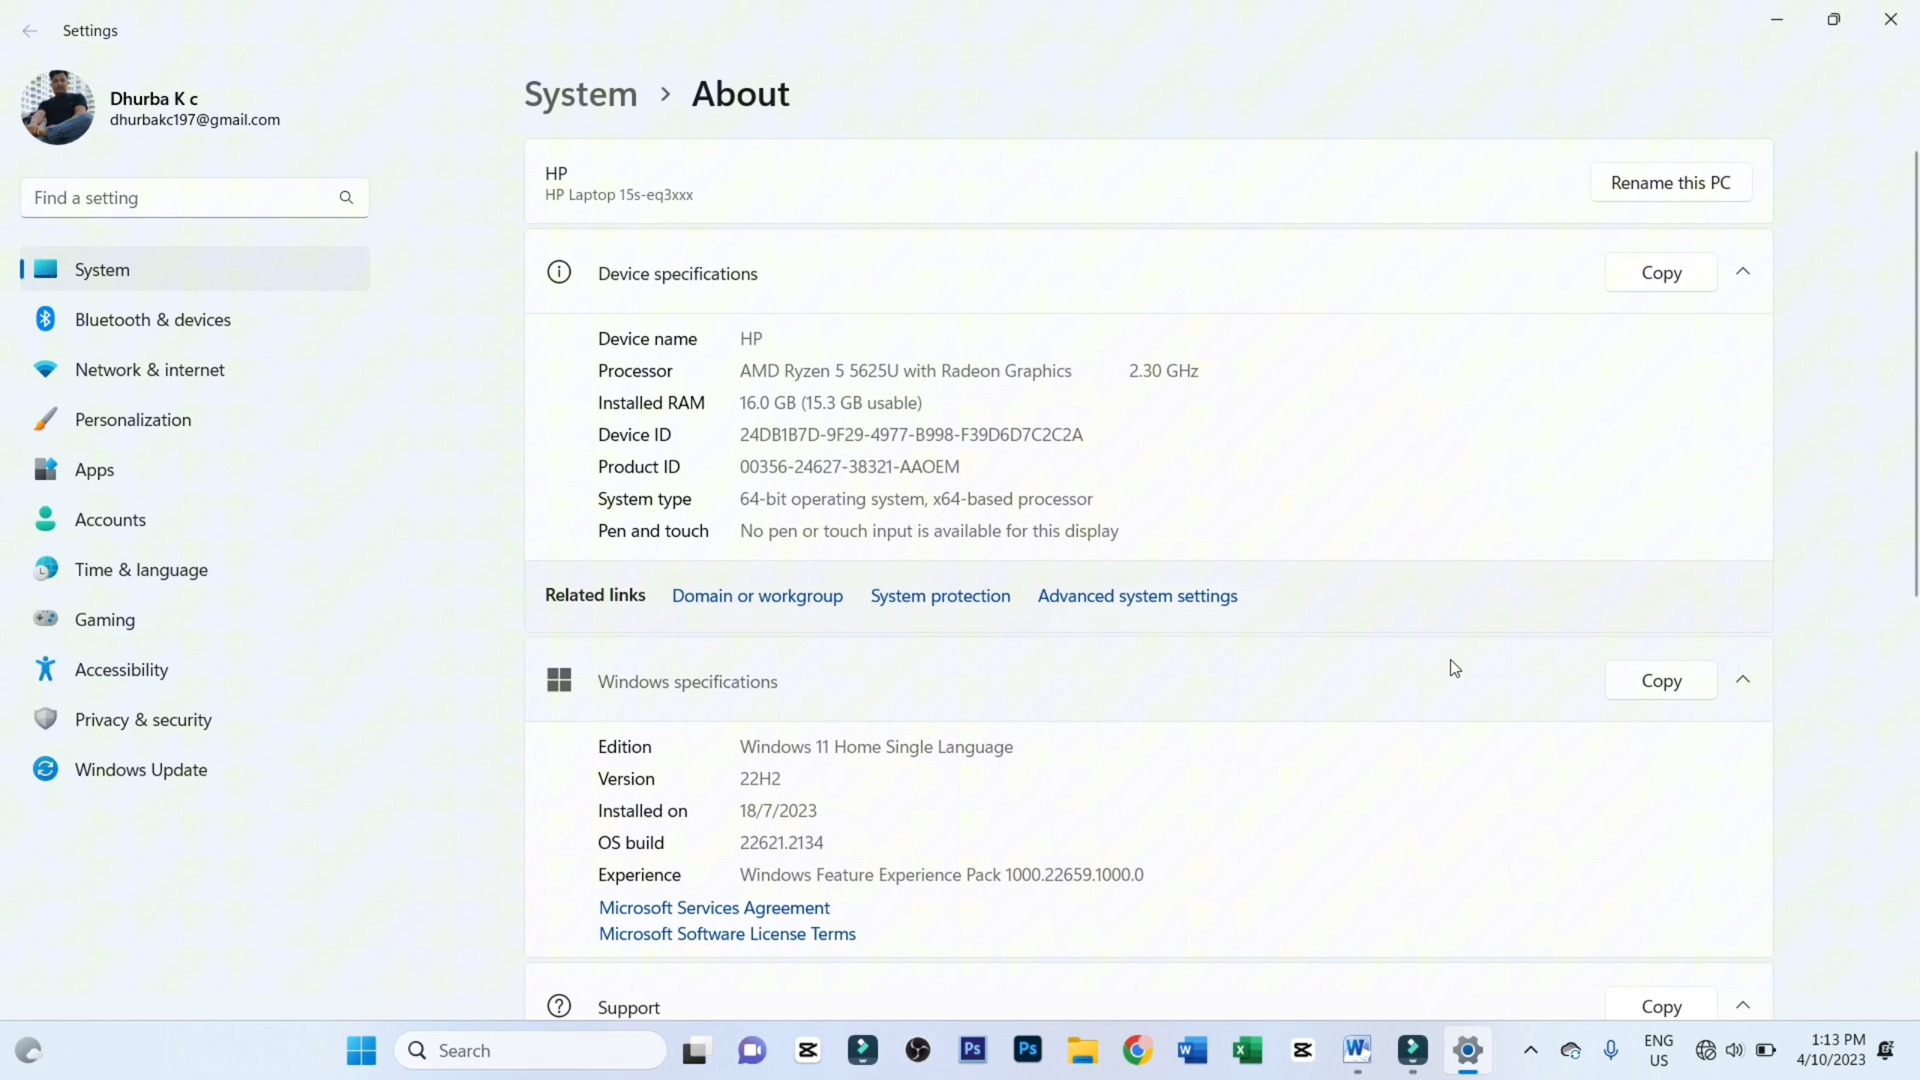 Settings
Dhurba K c
dhurbakc197@gmail.com
Find a setting
System
Bluetooth & devices
Network & internet
Personalization
Apps
Accounts
Time & language
Gaming
Accessibility
Privacy & security
Windows Update
System > About
HP
HP Laptop 15s-eq3xxx
Rename this PC
Device specifications
Copy
Device name HP
Processor AMD Ryzen 5 5625U with Radeon Graphics 2.30 GHz
Installed RAM 16.0 GB (15.3 GB usable)
Device ID 24DB1B7D-9F29-4977-B998-F39D6D7C2C2A
Product ID 00356-24627-38321-AAOEM
System type 64-bit operating system, x64-based processor
Pen and touch No pen or touch input is available for this display
Related links Domain or workgroup System protection Advanced system settings
Windows specifications
Copy
Edition Windows 11 Home Single Language
Version 22H2
Installed on 18/7/2023
OS build 22621.2134
Experience Windows Feature Experience Pack 1000.22659.1000.0
Microsoft Services Agreement
Microsoft Software License Terms
Support
Copy
Search
Ps
Ps
ENG
US
1:13 PM
4/10/2023